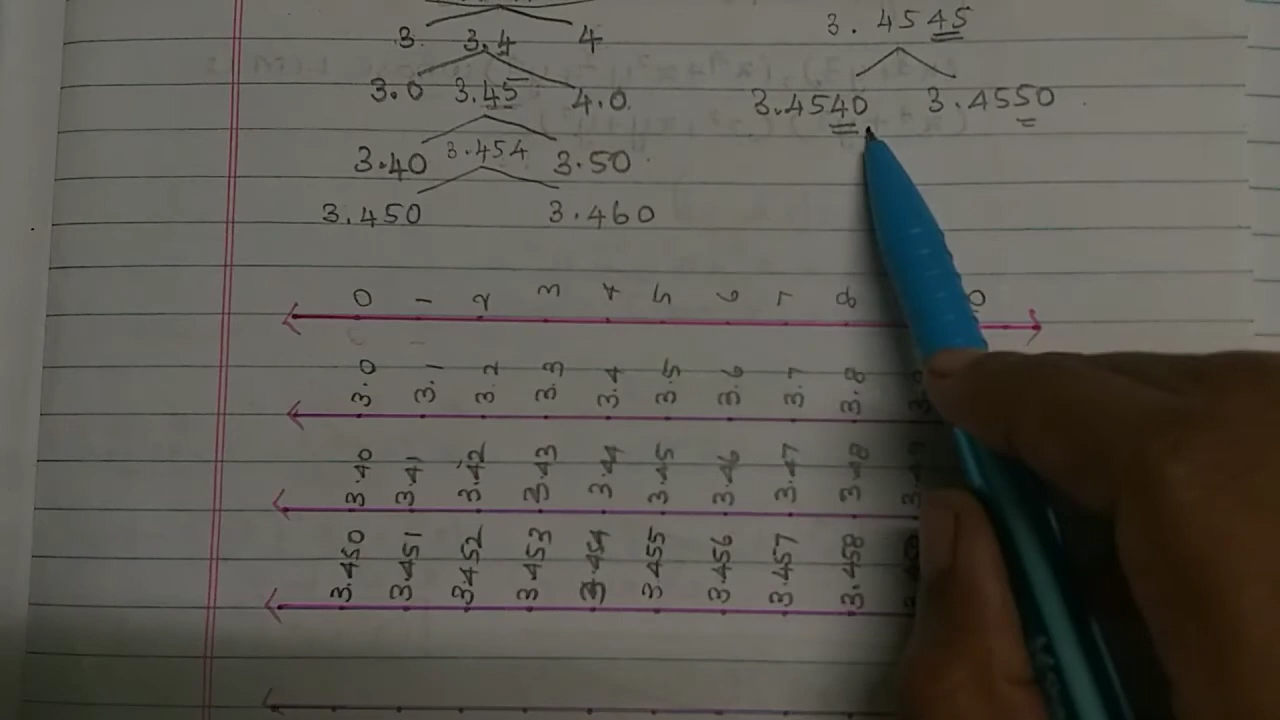 3. 3.4 4
3.0 3.45 4.0
3.40 3.454 3.50
3.450 3.460
3.4545
3.4540 3.4550
0 1 2 3 4 5 6 7 8
3.0 3.1 3.2 3.3 3.4 3.5 3.6 3.7 3.8
3.40 3.41 3.42 3.43 3.44 3.45 3.46 3.47 3.48
3.450 3.451 3.452 3.453 3.454 3.455 3.456 3.457 3.458